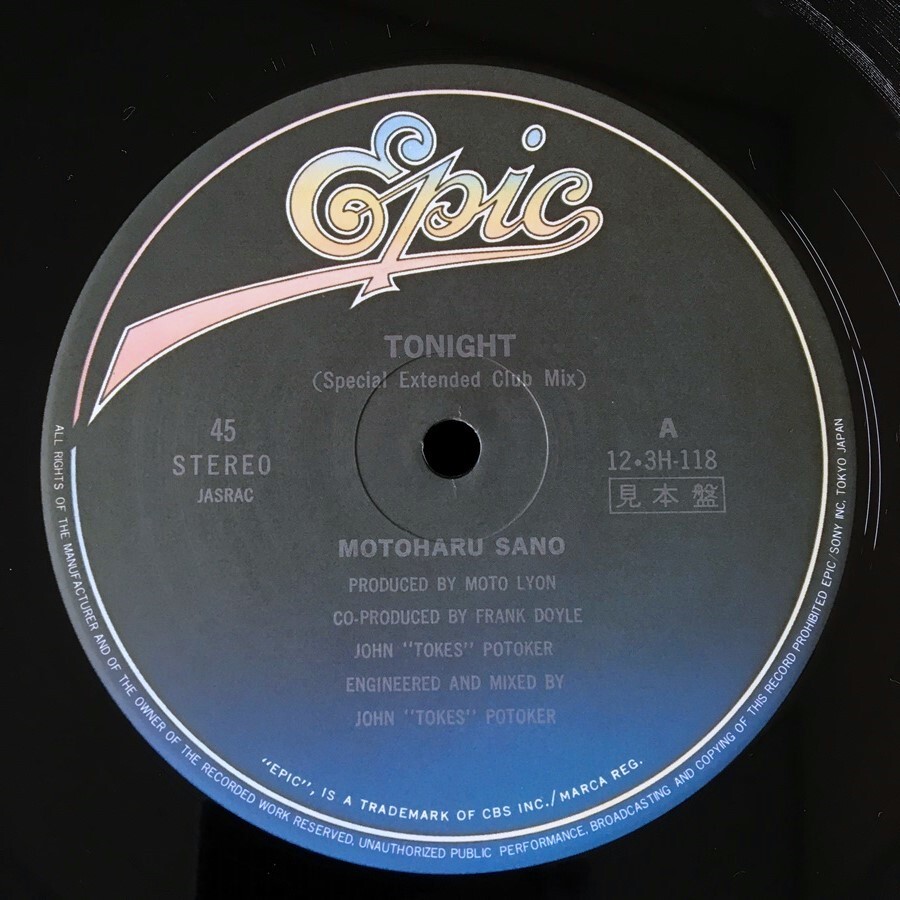 Epic
TONIGHT
(Special Extended Club Mix)
45
STEREO
JASRAC
A
12・3H-118
見本盤
MOTOHARU SANO
PRODUCED BY MOTO LYON
CO-PRODUCED BY FRANK DOYLE
JOHN "TOKES" POTOKER
ENGINEERED AND MIXED BY
JOHN "TOKES" POTOKER
"EPIC", IS A TRADEMARK OF CBS INC./MARCA REG.
ALL RIGHTS OF THE MANUFACTURER AND OF THE OWNER OF THE RECORDED WORK RESERVED, UNAUTHORIZED PUBLIC PERFORMANCE, BROADCASTING AND COPYING OF THIS RECORD PROHIBITED EPIC/SONY INC. TOKYO JAPAN